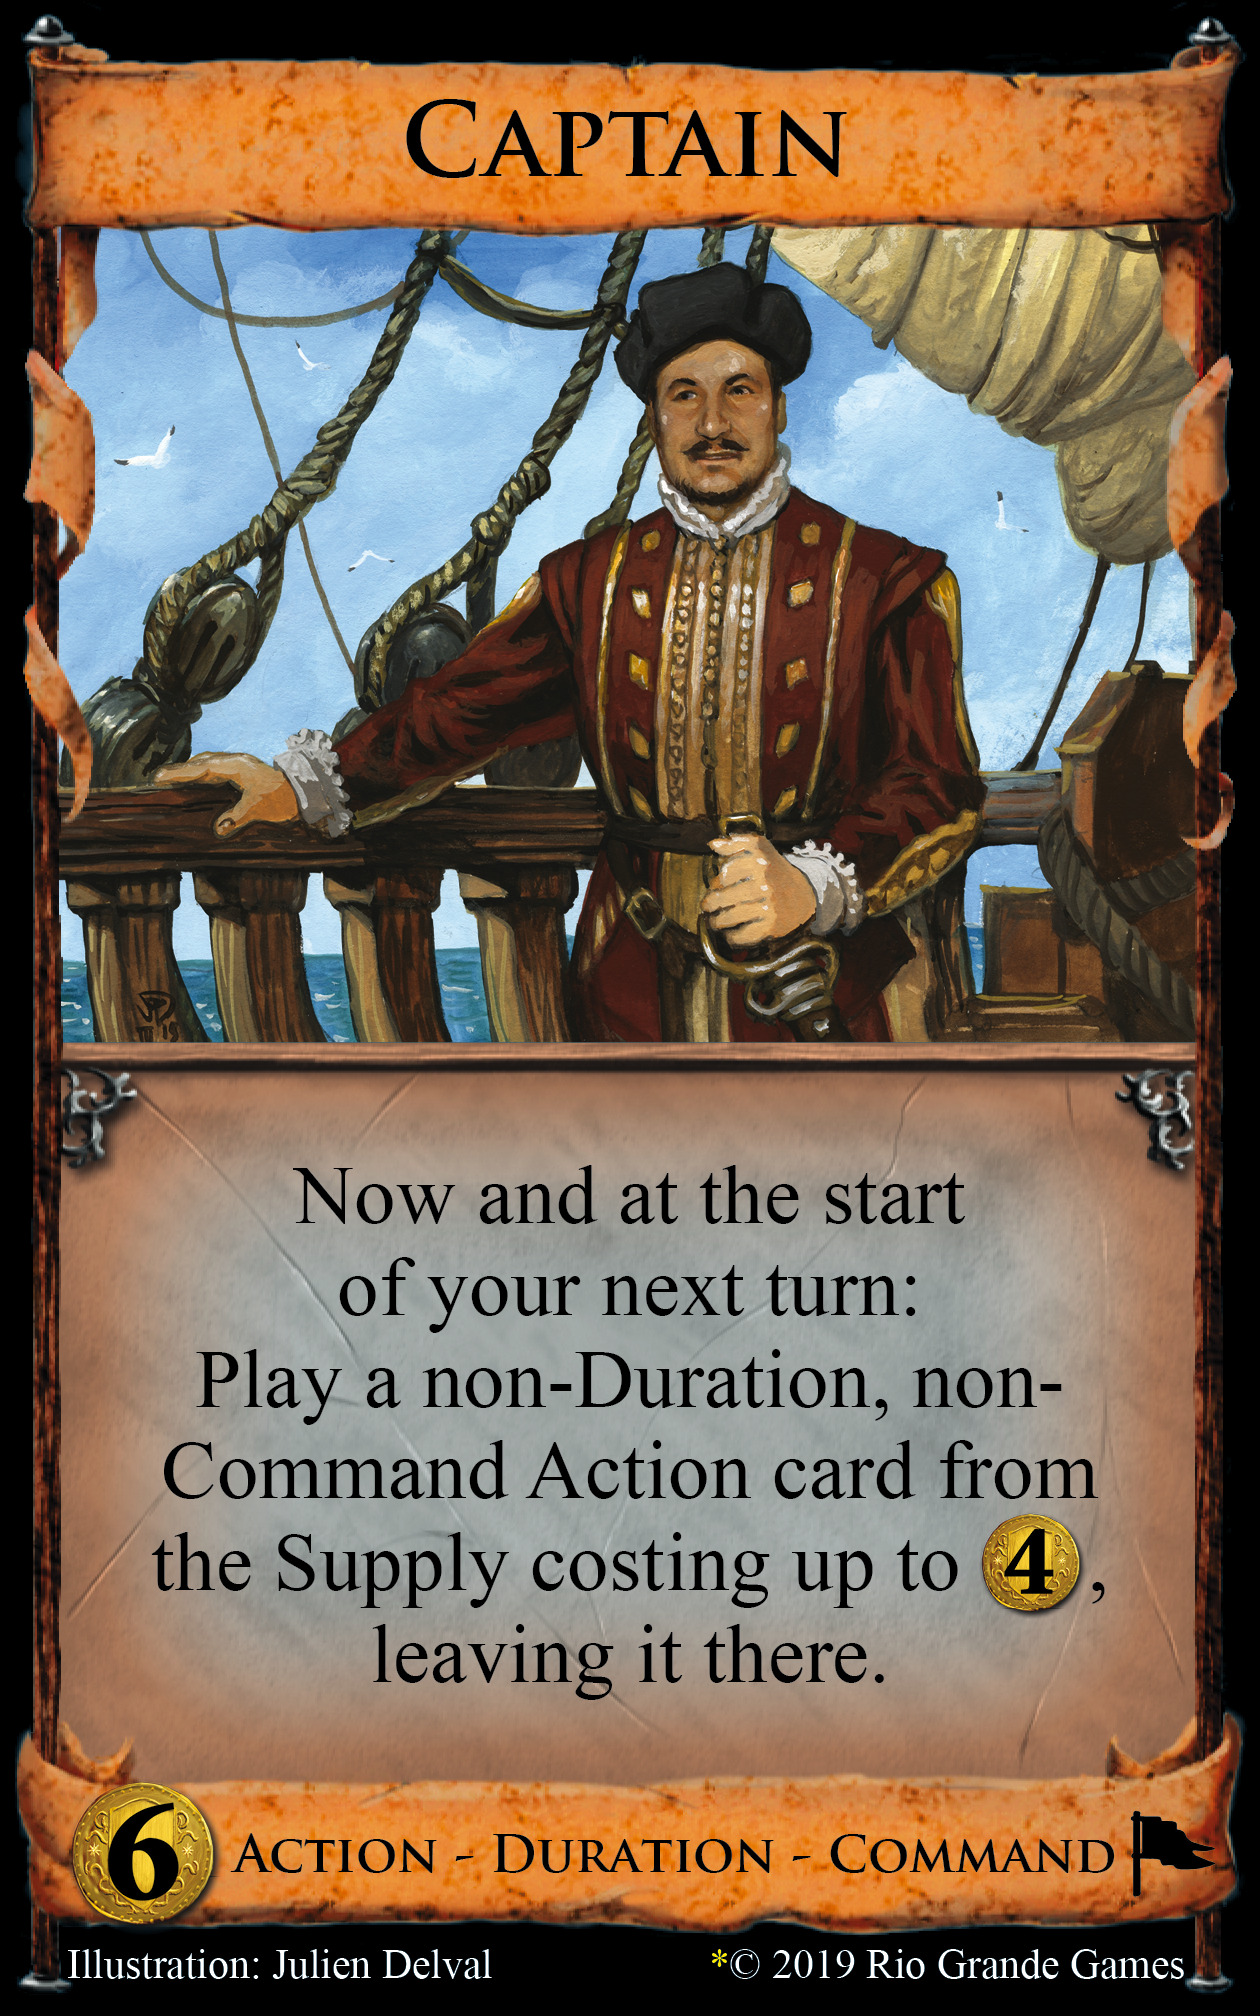 Captain
Now and at the start
of your next turn:
Play a non-Duration, non-
Command Action card from
the Supply costing up to 4,
leaving it there.
6 Action - Duration - Command
Illustration: Julien Delval *© 2019 Rio Grande Games